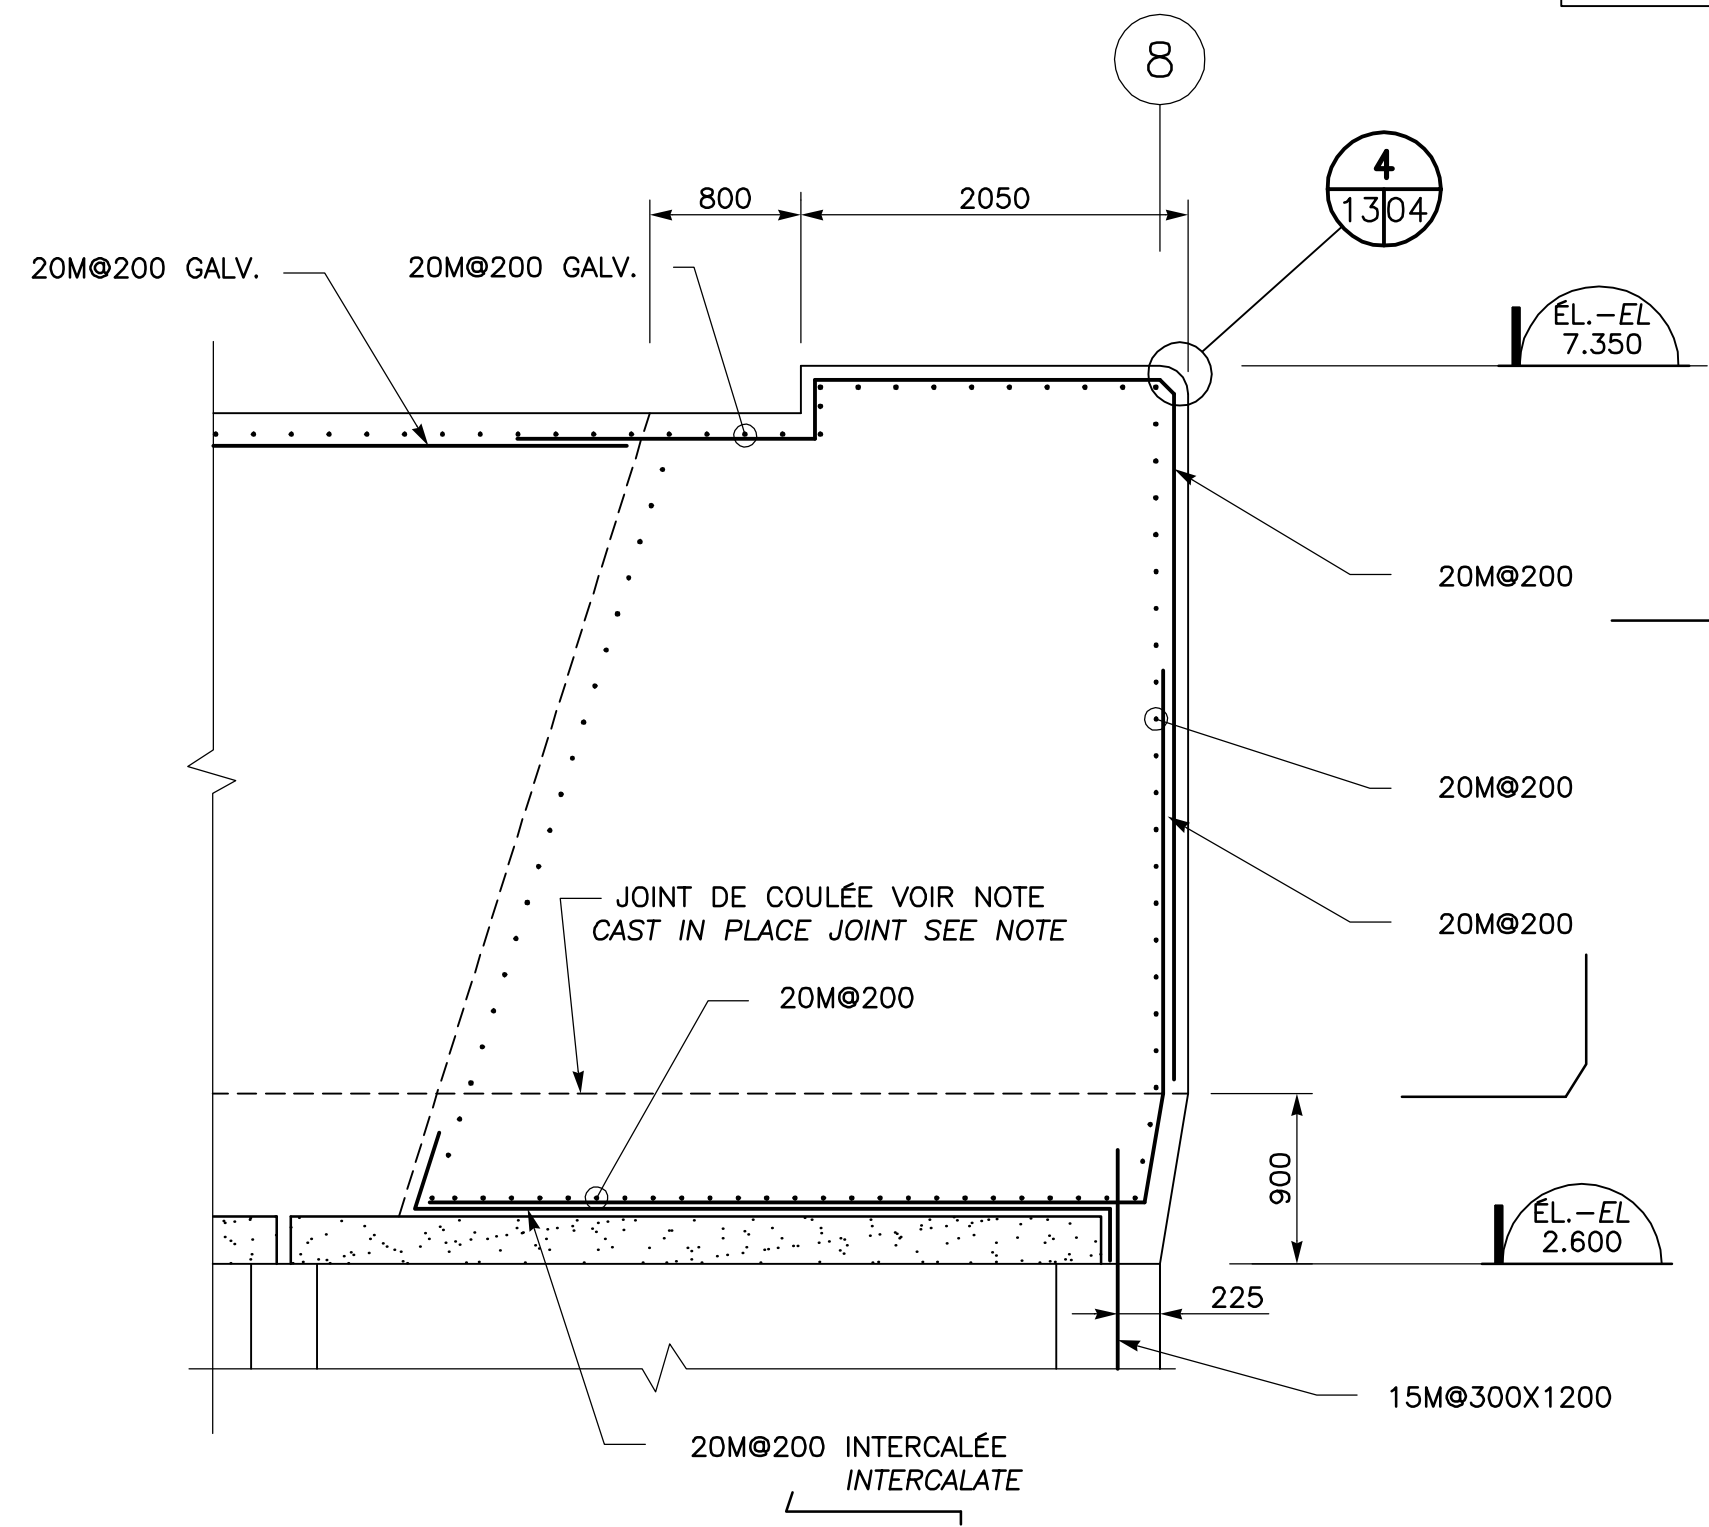 8
4
13 04
800
2050
20M@200 GALV.
20M@200 GALV.
ÉL.-EL
7.350
20M@200
20M@200
JOINT DE COULÉE VOIR NOTE
CAST IN PLACE JOINT SEE NOTE
20M@200
20M@200
900
ÉL.-EL
2.600
225
15M@300X1200
20M@200 INTERCALÉE
INTERCALATE